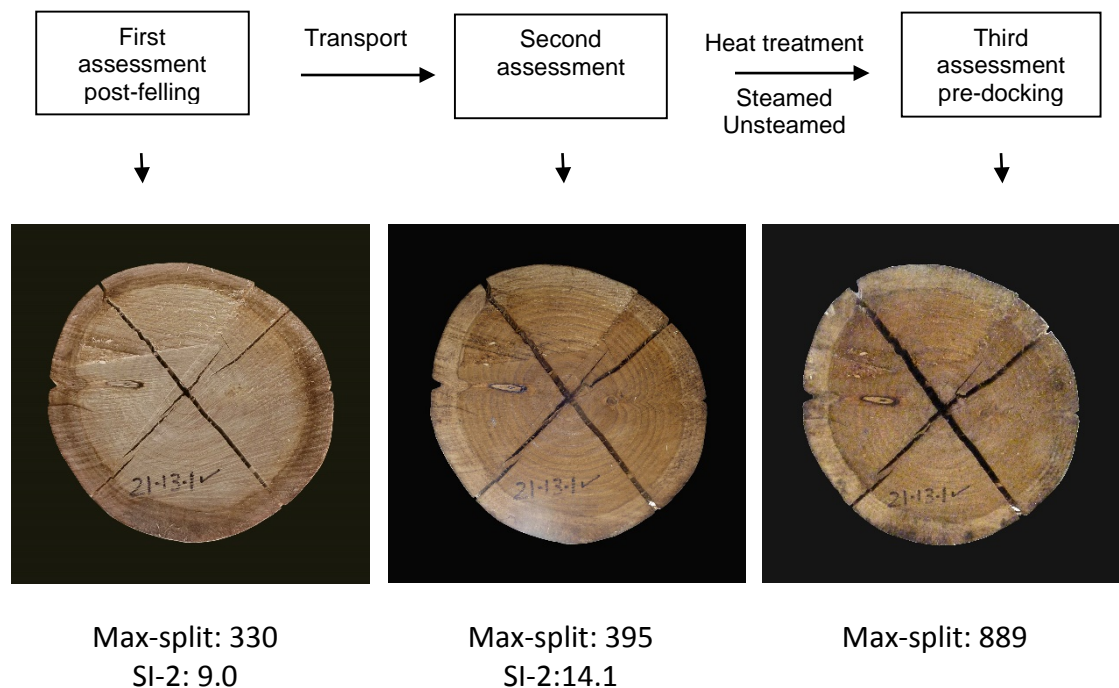 First
assessment
post-felling
Transport
Second
assessment
Heat treatment
Steamed
Unsteamed
Third
assessment
pre-docking
21-13-1✓
21-13-1✓
21-13-1✓
Max-split: 330
SI-2: 9.0
Max-split: 395
SI-2:14.1
Max-split: 889